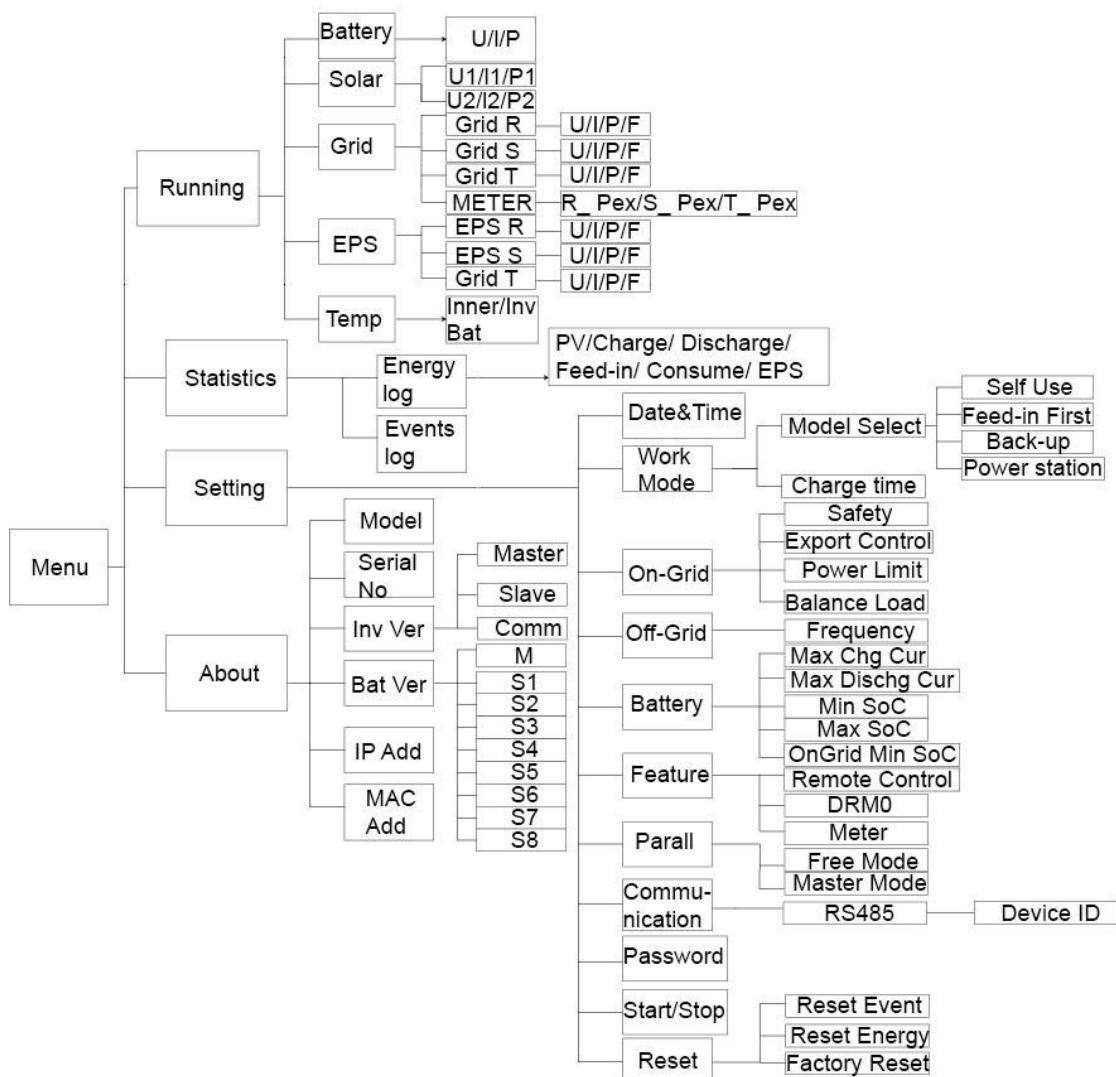 Menu
Running
Battery
U/I/P
Solar
U1/I1/P1
U2/I2/P2
Grid
Grid R
U/I/P/F
Grid S
U/I/P/F
Grid T
U/I/P/F
METER
R_ Pex/S_ Pex/T_ Pex
EPS
EPS R
U/I/P/F
EPS S
U/I/P/F
Grid T
U/I/P/F
Temp
Inner/Inv
Bat
Statistics
Energy
log
PV/Charge/ Discharge/
Feed-in/ Consume/ EPS
Events
log
Setting
Date&Time
Work
Mode
Model Select
Self Use
Feed-in First
Back-up
Power station
Charge time
On-Grid
Safety
Export Control
Power Limit
Balance Load
Off-Grid
Frequency
Battery
Max Chg Cur
Max Dischg Cur
Min SoC
Max SoC
OnGrid Min SoC
Feature
Remote Control
DRM0
Meter
Parall
Free Mode
Master Mode
Commu-
nication
RS485
Device ID
Password
Start/Stop
Reset
Reset Event
Reset Energy
Factory Reset
About
Model
Serial
No
Inv Ver
Master
Slave
Comm
Bat Ver
M
S1
S2
S3
S4
S5
S6
S7
S8
IP Add
MAC
Add